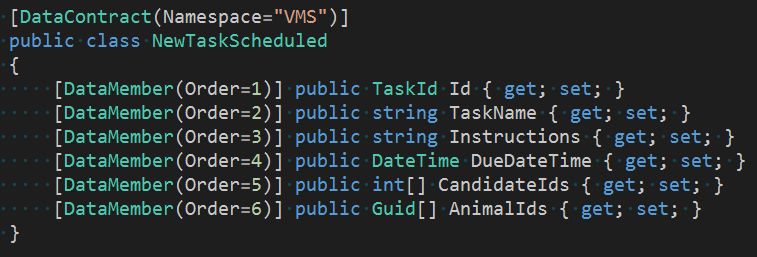 [DataContract(Namespace="VMS")]
public class NewTaskScheduled
{
[DataMember(Order=1)] public TaskId Id { get; set; }
[DataMember(Order=2)] public string TaskName { get; set; }
[DataMember(Order=3)] public string Instructions { get; set; }
[DataMember(Order=4)] public DateTime DueDateTime { get; set; }
[DataMember(Order=5)] public int[] CandidateIds { get; set; }
[DataMember(Order=6)] public Guid[] AnimalIds { get; set; }
}